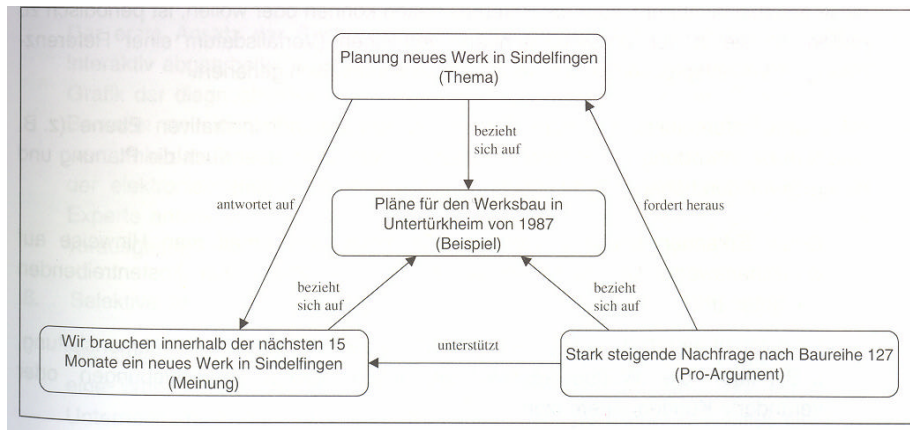 Planung neues Werk in Sindelfingen
(Thema)
bezieht
sich auf
antwortet auf
Pläne für den Werksbau in
Untertürkheim von 1987
(Beispiel)
fordert heraus
bezieht
sich auf
bezieht
sich auf
Wir brauchen innerhalb der nächsten 15
Monate ein neues Werk in Sindelfingen
(Meinung)
unterstützt
Stark steigende Nachfrage nach Baureihe 127
(Pro-Argument)